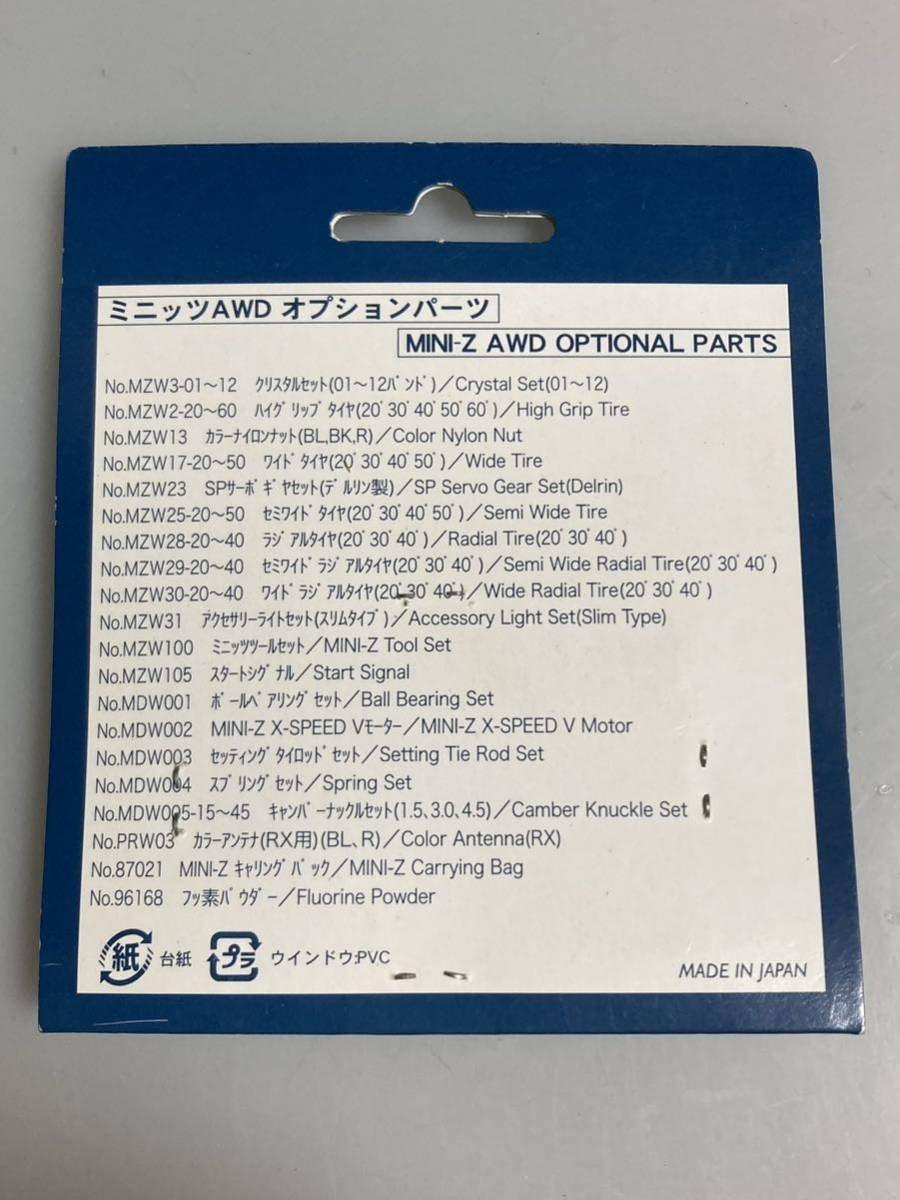 ミニッツAWD オプションパーツ
MINI-Z AWD OPTIONAL PARTS
No.MZW3-01〜12 ｸﾘｽﾀﾙｾｯﾄ(01〜12ﾊﾞﾝﾄﾞ)／Crystal Set(01〜12)
No.MZW2-20〜60 ﾊｲｸﾞﾘｯﾌﾟﾀｲﾔ(20ﾟ30ﾟ40ﾟ50ﾟ60ﾟ)／High Grip Tire
No.MZW13 ｶﾗｰﾅｲﾛﾝﾅｯﾄ(BL,BK,R)／Color Nylon Nut
No.MZW17-20〜50 ﾜｲﾄﾞﾀｲﾔ(20ﾟ30ﾟ40ﾟ50ﾟ)／Wide Tire
No.MZW23 SPｻｰﾎﾞｷﾞﾔｾｯﾄ(ﾃﾞﾙﾘﾝ製)／SP Servo Gear Set(Delrin)
No.MZW25-20〜50 ｾﾐﾜｲﾄﾞﾀｲﾔ(20ﾟ30ﾟ40ﾟ50ﾟ)／Semi Wide Tire
No.MZW28-20〜40 ﾗｼﾞｱﾙﾀｲﾔ(20ﾟ30ﾟ40ﾟ)／Radial Tire(20ﾟ30ﾟ40ﾟ)
No.MZW29-20〜40 ｾﾐﾜｲﾄﾞﾗｼﾞｱﾙﾀｲﾔ(20ﾟ30ﾟ40ﾟ)／Semi Wide Radial Tire(20ﾟ30ﾟ40ﾟ)
No.MZW30-20〜40 ﾜｲﾄﾞﾗｼﾞｱﾙﾀｲﾔ(20ﾟ30ﾟ40ﾟ)／Wide Radial Tire(20ﾟ30ﾟ40ﾟ)
No.MZW31 ｱｸｾｻﾘｰﾗｲﾄｾｯﾄ(ｽﾘﾑﾀｲﾌﾟ)／Accessory Light Set(Slim Type)
No.MZW100 ﾐﾆｯﾂﾂｰﾙｾｯﾄ／MINI-Z Tool Set
No.MZW105 ｽﾀｰﾄｼｸﾞﾅﾙ／Start Signal
No.MDW001 ﾎﾞｰﾙﾍﾞｱﾘﾝｸﾞｾｯﾄ／Ball Bearing Set
No.MDW002 MINI-Z X-SPEED Vﾓｰﾀｰ／MINI-Z X-SPEED V Motor
No.MDW003 ｾｯﾃｨﾝｸﾞﾀｲﾛｯﾄﾞｾｯﾄ／Setting Tie Rod Set
No.MDW004 ｽﾌﾟﾘﾝｸﾞｾｯﾄ／Spring Set
No.MDW005-15〜45 ｷｬﾝﾊﾞｰﾅｯｸﾙｾｯﾄ(1.5、3.0、4.5)／Camber Knuckle Set
No.PRW03 ｶﾗｰｱﾝﾃﾅ(RX用)(BL、R)／Color Antenna(RX)
No.87021 MINI-Z ｷｬﾘﾝｸﾞﾊﾞｯｸ／MINI-Z Carrying Bag
No.96168 ﾌｯ素ﾊﾟｳﾀﾞｰ／Fluorine Powder
紙 台紙 プラ ウインドウ:PVC
MADE IN JAPAN